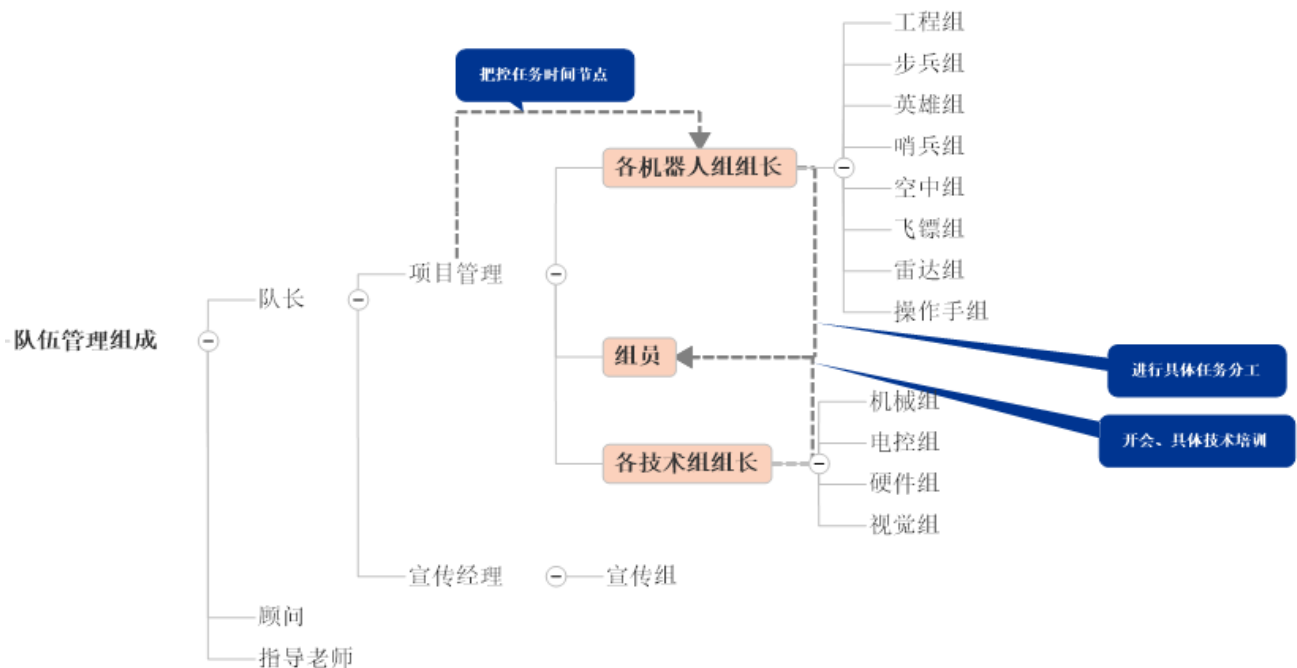 队伍管理组成
队长
项目管理
把控任务时间节点
各机器人组组长
工程组
步兵组
英雄组
哨兵组
空中组
飞镖组
雷达组
操作手组
组员
进行具体任务分工
开会、具体技术培训
各技术组组长
机械组
电控组
硬件组
视觉组
宣传经理
宣传组
顾问
指导老师